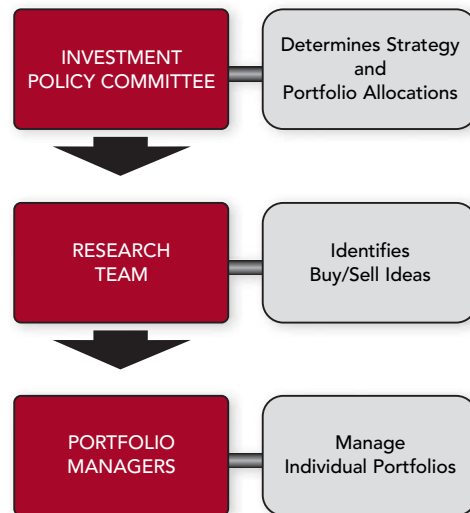 INVESTMENT
POLICY COMMITTEE
Determines Strategy
and
Portfolio Allocations
RESEARCH
TEAM
Identifies
Buy/Sell Ideas
PORTFOLIO
MANAGERS
Manage
Individual Portfolios